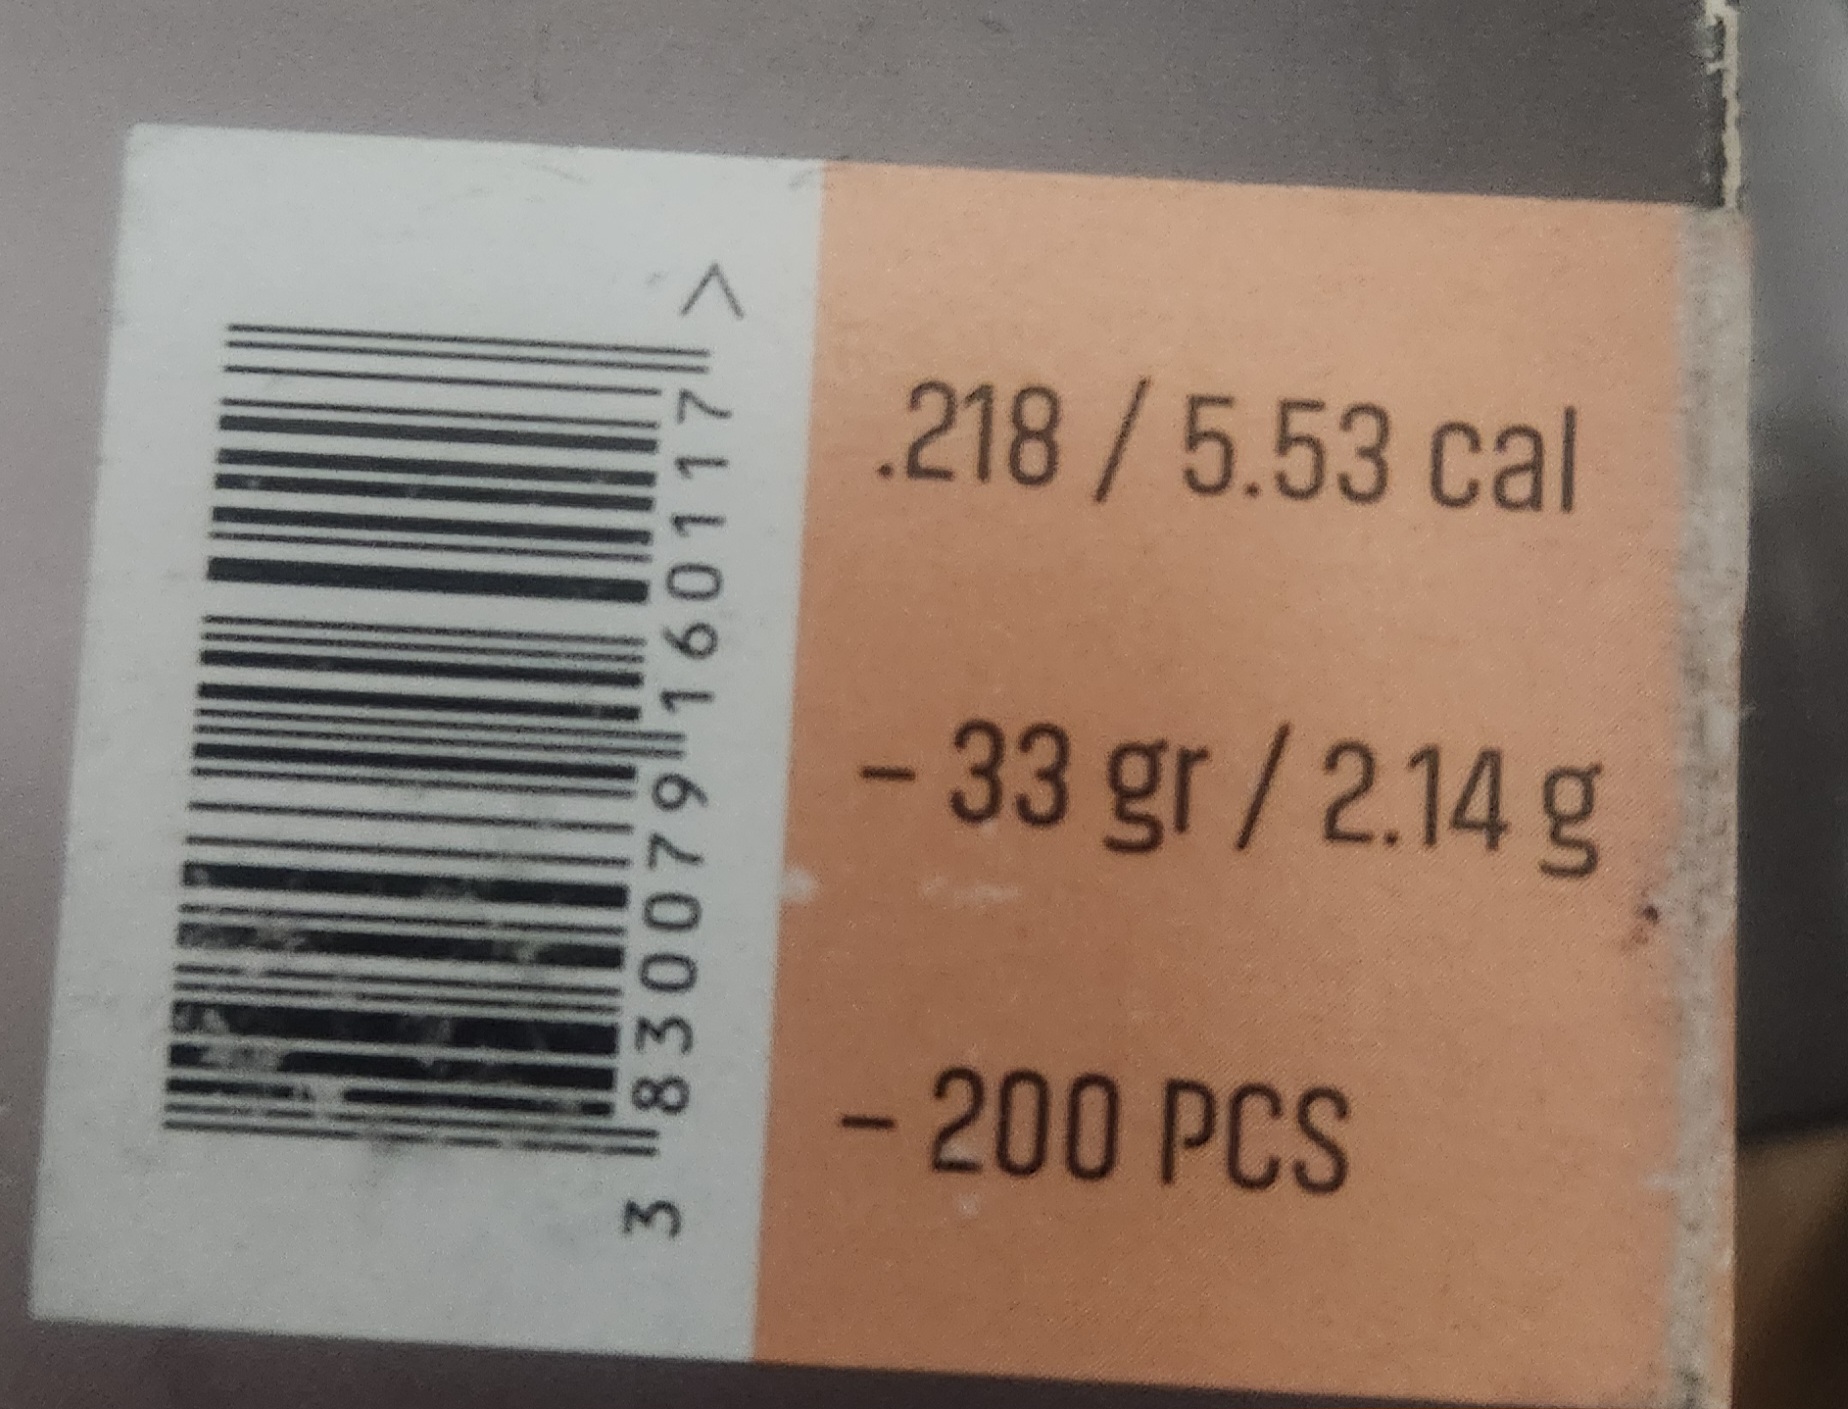 .218 / 5.53 cal
- 33 gr / 2.14 g
- 200 PCS
3 830079 160117 >